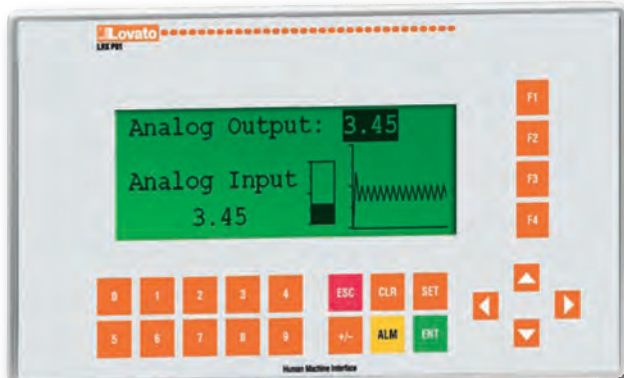 Lovato
LRX P01
Analog Output: 3.45
Analog Input
3.45
F1
F2
F3
F4
0 1 2 3 4 ESC CLR SET
5 6 7 8 9 +/- ALM ENT
Human Machine Interface